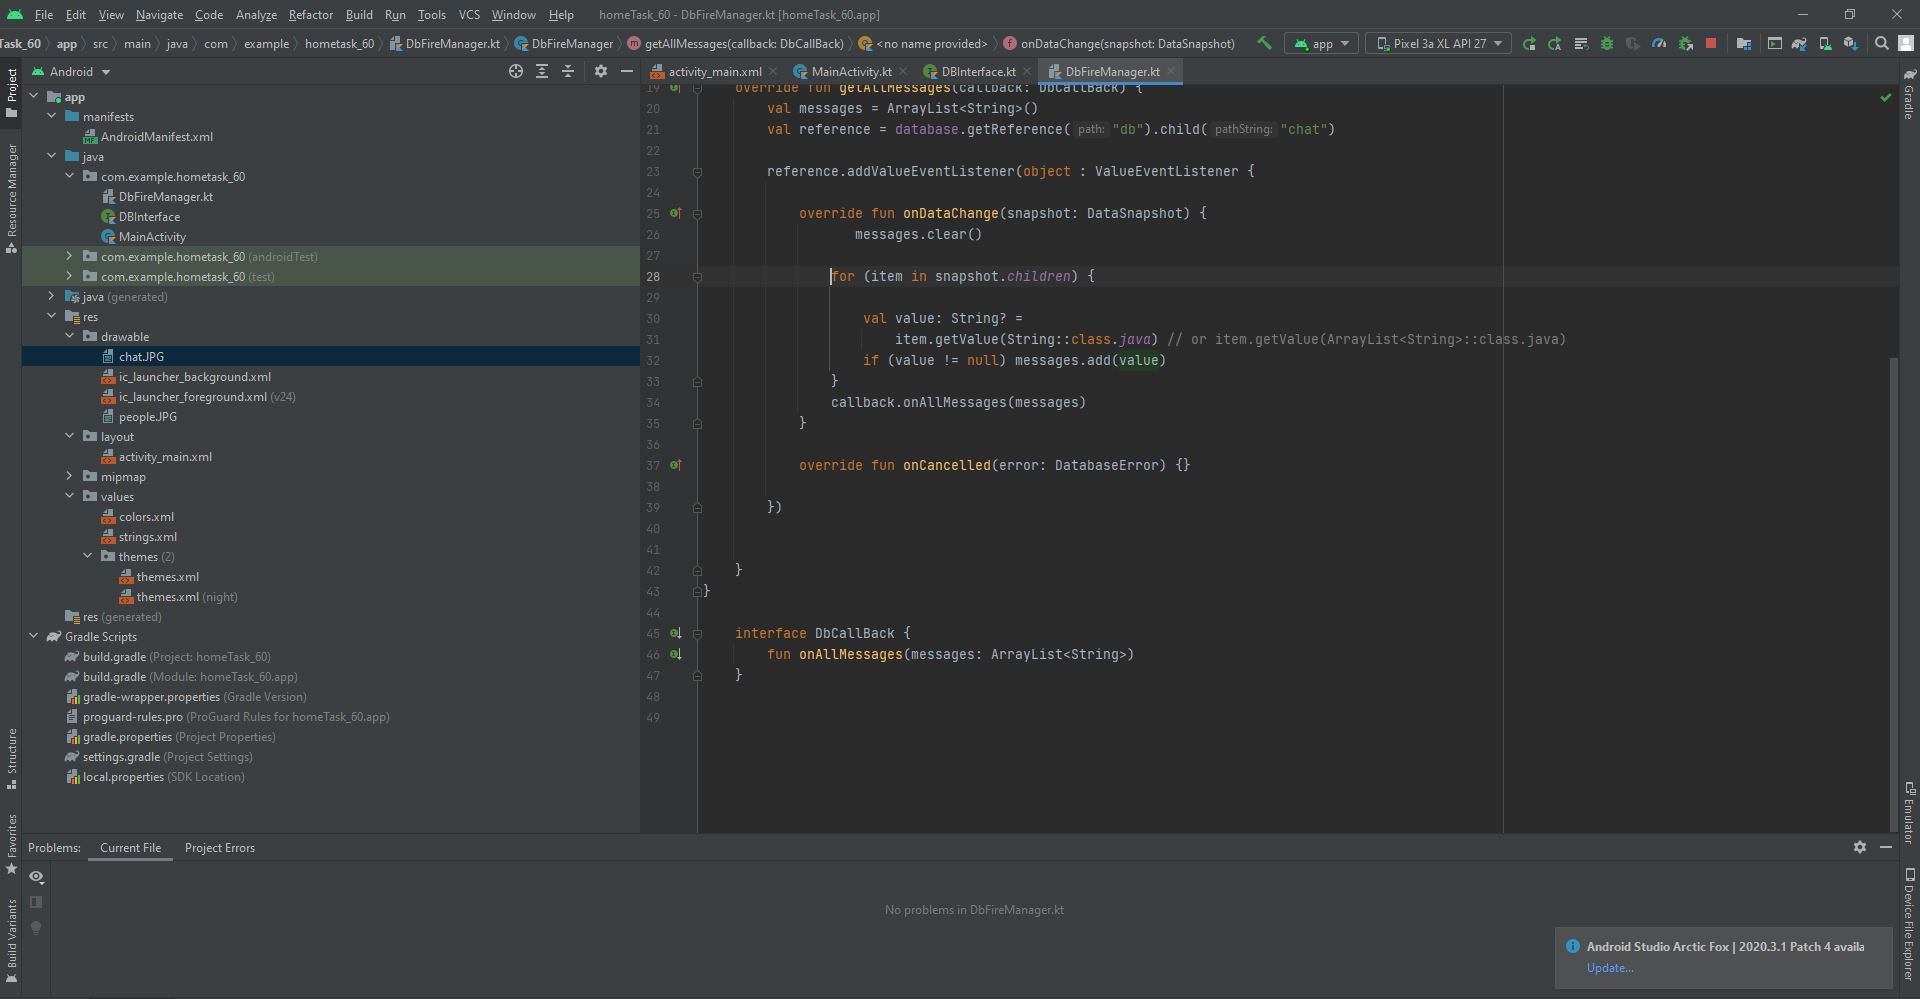 File Edit View Navigate Code Analyze Refactor Build Run Tools VCS Window Help homeTask_60 - DbFireManager.kt [homeTask_60.app]
Task_60 app src main java com example hometask_60 DbFireManager.kt DbFireManager getAllMessages(callback: DbCallBack) <no name provided> onDataChange(snapshot: DataSnapshot) app Pixel 3a XL API 27
Project
Resource Manager
Structure
Favorites
Build Variants
Android
app
manifests
AndroidManifest.xml
java
com.example.hometask_60
DbFireManager.kt
DBInterface
MainActivity
com.example.hometask_60 (androidTest)
com.example.hometask_60 (test)
java (generated)
res
drawable
chat.JPG
ic_launcher_background.xml
ic_launcher_foreground.xml (v24)
people.JPG
layout
activity_main.xml
mipmap
values
colors.xml
strings.xml
themes (2)
themes.xml
themes.xml (night)
res (generated)
Gradle Scripts
build.gradle (Project: homeTask_60)
build.gradle (Module: homeTask_60.app)
gradle-wrapper.properties (Gradle Version)
proguard-rules.pro (ProGuard Rules for homeTask_60.app)
gradle.properties (Project Properties)
settings.gradle (Project Settings)
local.properties (SDK Location)
activity_main.xml MainActivity.kt DBInterface.kt DbFireManager.kt
19 override fun getAllMessages(callback: DbCallBack) {
20 val messages = ArrayList<String>()
21 val reference = database.getReference( path: "db").child( pathString: "chat")
22
23 reference.addValueEventListener(object : ValueEventListener {
24
25 override fun onDataChange(snapshot: DataSnapshot) {
26 messages.clear()
27
28 for (item in snapshot.children) {
29
30 val value: String? =
31 item.getValue(String::class.java) // or item.getValue(ArrayList<String>::class.java)
32 if (value != null) messages.add(value)
33 }
34 callback.onAllMessages(messages)
35 }
36
37 override fun onCancelled(error: DatabaseError) {}
38
39 })
40
41
42 }
43 }
44
45 interface DbCallBack {
46 fun onAllMessages(messages: ArrayList<String>)
47 }
48
49
Gradle
Emulator
Device File Explorer
Problems: Current File Project Errors
No problems in DbFireManager.kt
Android Studio Arctic Fox | 2020.3.1 Patch 4 availa
Update...